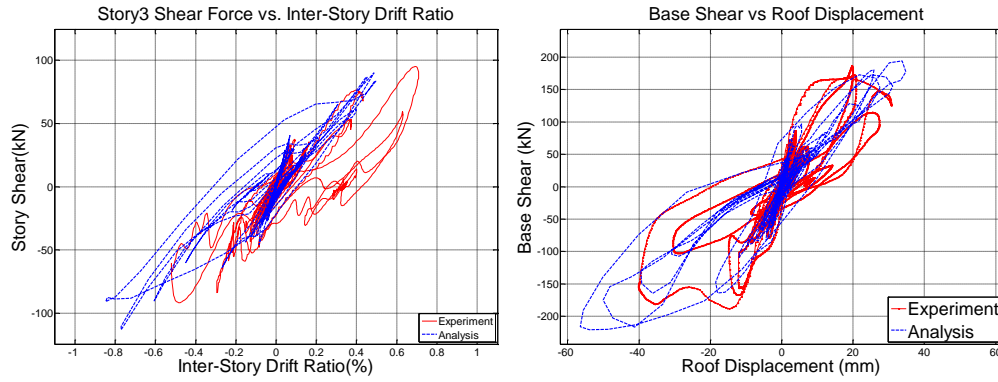 Story3 Shear Force vs. Inter-Story Drift Ratio
Story Shear(kN)
100
50
0
-50
-100
-1 -0.8 -0.6 -0.4 -0.2 0 0.2 0.4 0.6 0.8 1
Inter-Story Drift Ratio(%)
Experiment
Analysis
Base Shear vs Roof Displacement
Base Shear (kN)
200
150
100
50
0
-50
-100
-150
-200
-60 -40 -20 0 20 40 60
Roof Displacement (mm)
Experiment
Analysis